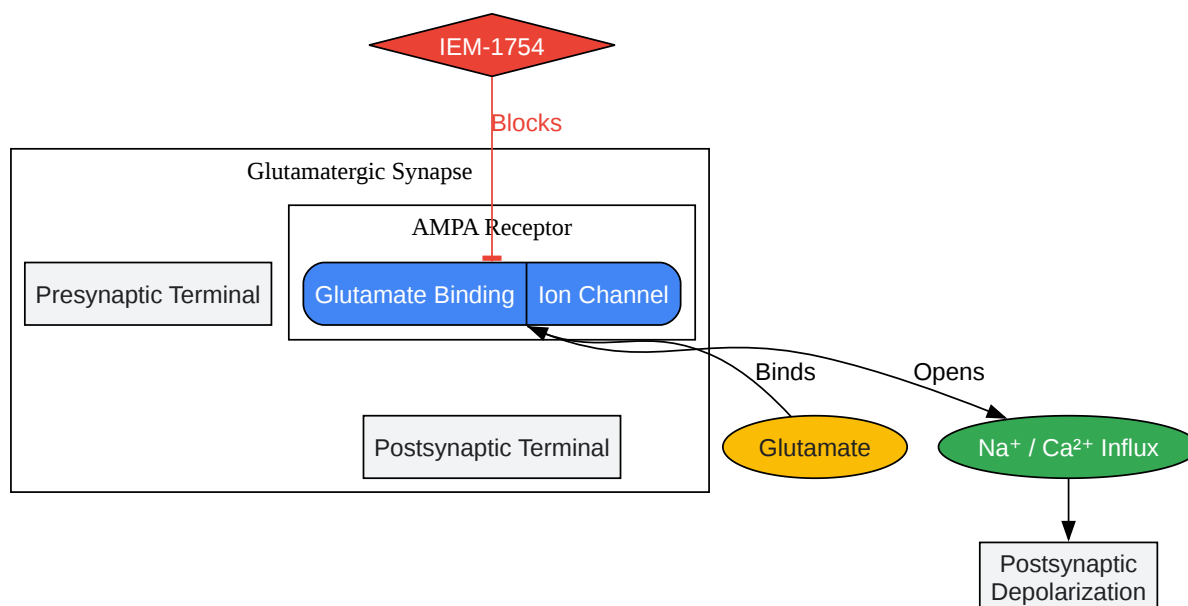 IEM-1754
Blocks
Glutamatergic Synapse
AMPA Receptor
Presynaptic Terminal
Glutamate Binding
Ion Channel
Binds
Opens
Postsynaptic Terminal
Glutamate
Na⁺ / Ca²⁺ Influx
Postsynaptic
Depolarization